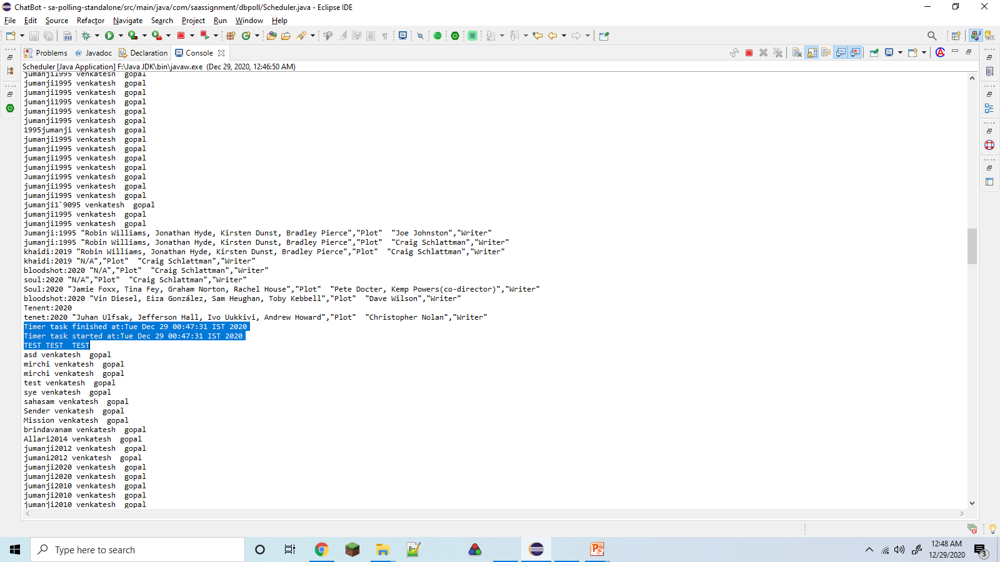 ChatBot - sa-polling-standalone/src/main/java/com/saassignment/dbpoll/Scheduler.java - Eclipse IDE
File Edit Source Refactor Navigate Search Project Run Window Help
Problems @ Javadoc Declaration Console
Scheduler [Java Application] F:\Java JDK\bin\javaw.exe (Dec 29, 2020, 12:46:50 AM)
jumanji1995 venkatesh  gopal
jumanji1995 venkatesh  gopal
jumanji1995 venkatesh  gopal
jumanji1995 venkatesh  gopal
jumanji1995 venkatesh  gopal
jumanji1995 venkatesh  gopal
1995jumanji venkatesh  gopal
jumanji1995 venkatesh  gopal
jumanji1995 venkatesh  gopal
jumanji1995 venkatesh  gopal
jumanji1995 venkatesh  gopal
Jumanji1995 venkatesh  gopal
jumanji1995 venkatesh  gopal
jumanji1995 venkatesh  gopal
jumanji1`9095 venkatesh  gopal
jumanji1995 venkatesh  gopal
jumanji1995 venkatesh  gopal
Jumanji:1995 "Robin Williams, Jonathan Hyde, Kirsten Dunst, Bradley Pierce","Plot"  "Joe Johnston","Writer"
jumanji:1995 "Robin Williams, Jonathan Hyde, Kirsten Dunst, Bradley Pierce","Plot"  "Craig Schlattman","Writer"
khaidi:2019 "Robin Williams, Jonathan Hyde, Kirsten Dunst, Bradley Pierce","Plot"  "Craig Schlattman","Writer"
khaidi:2019 "N/A","Plot"  "Craig Schlattman","Writer"
bloodshot:2020 "N/A","Plot"  "Craig Schlattman","Writer"
soul:2020 "N/A","Plot"  "Craig Schlattman","Writer"
Soul:2020 "Jamie Foxx, Tina Fey, Graham Norton, Rachel House","Plot"  "Pete Docter, Kemp Powers(co-director)","Writer"
bloodshot:2020 "Vin Diesel, Eiza González, Sam Heughan, Toby Kebbell","Plot"  "Dave Wilson","Writer"
Tenent:2020
tenet:2020 "Juhan Ulfsak, Jefferson Hall, Ivo Uukkivi, Andrew Howard","Plot"  "Christopher Nolan","Writer"
Timer task finished at:Tue Dec 29 00:47:31 IST 2020
Timer task started at:Tue Dec 29 00:47:31 IST 2020
TEST TEST  TEST
asd venkatesh  gopal
mirchi venkatesh  gopal
mirchi venkatesh  gopal
test venkatesh  gopal
sye venkatesh  gopal
sahasam venkatesh  gopal
Sender venkatesh  gopal
Mission venkatesh  gopal
brindavanam venkatesh  gopal
Allari2014 venkatesh  gopal
jumanji2012 venkatesh  gopal
jumani2012 venkatesh  gopal
jumanji2020 venkatesh  gopal
jumanji2020 venkatesh  gopal
jumanji2010 venkatesh  gopal
jumanji2010 venkatesh  gopal
jumanji2010 venkatesh  gopal
Type here to search
12:48 AM
12/29/2020
3